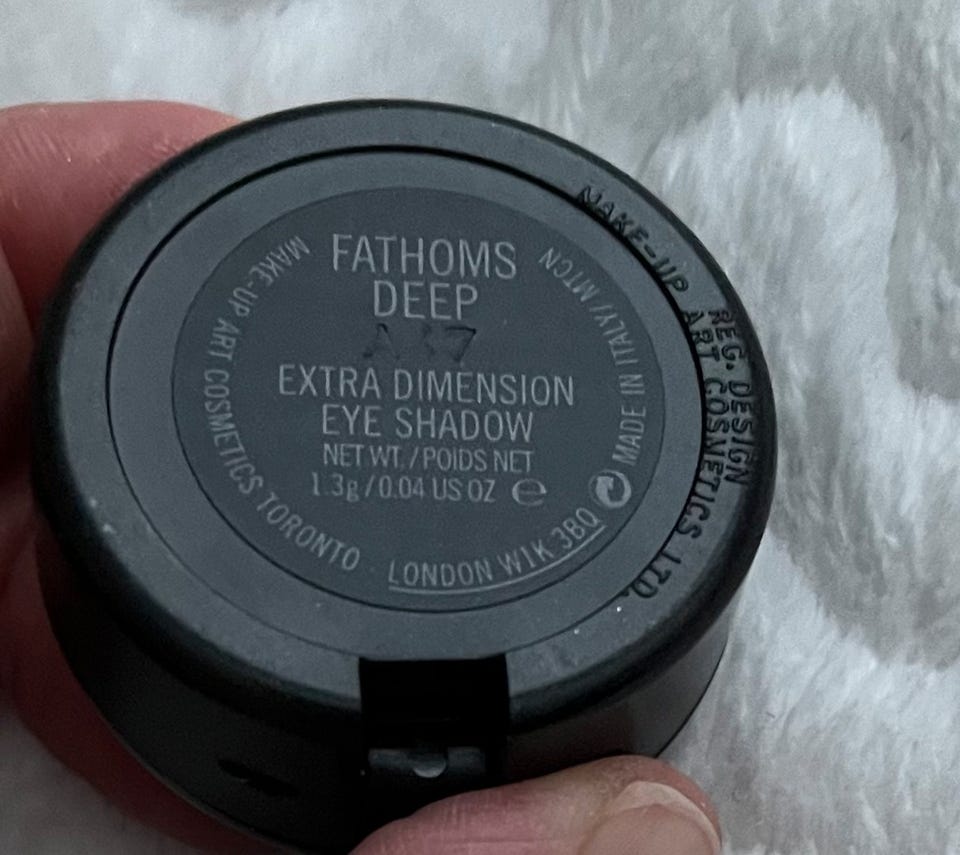 FATHOMS
DEEP
EXTRA DIMENSION
EYE SHADOW
NET WT. / POIDS NET
1.3g / 0.04 US OZ ℮
MAKE-UP ART COSMETICS TORONTO
LONDON W1K 3BQ
MADE IN ITALY/ MTCN
MAKE-UP ART COSMETICS LTD.
REG. DESIGN